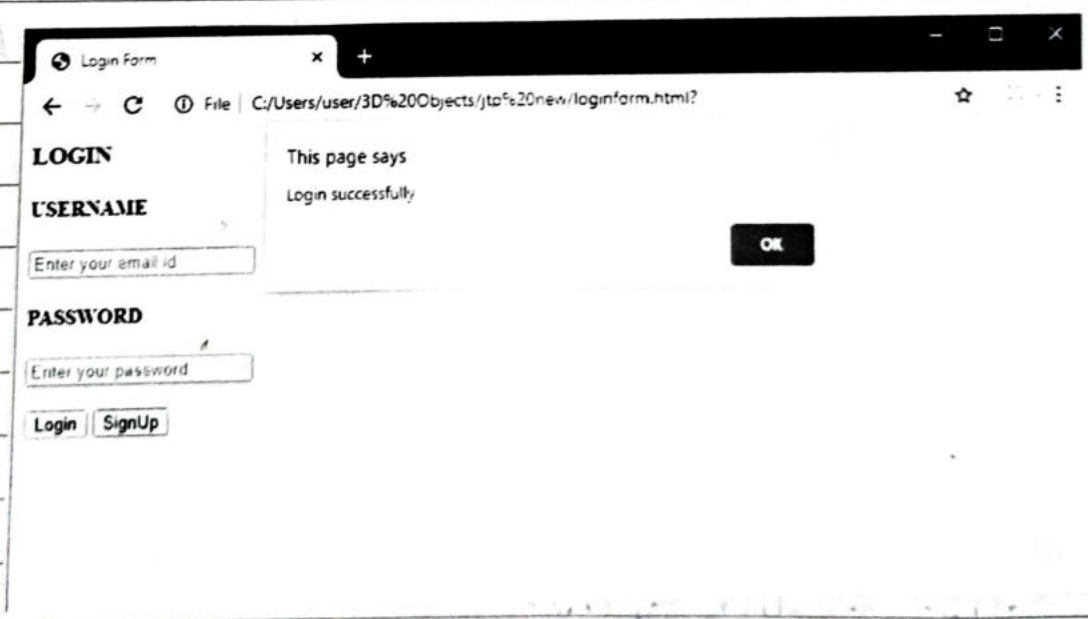 Login Form
File C:/Users/user/3D%20Objects/jtp%20new/loginform.html?
LOGIN
This page says
Login successfully
USERNAME
OK
Enter your email id
PASSWORD
Enter your password
Login SignUp